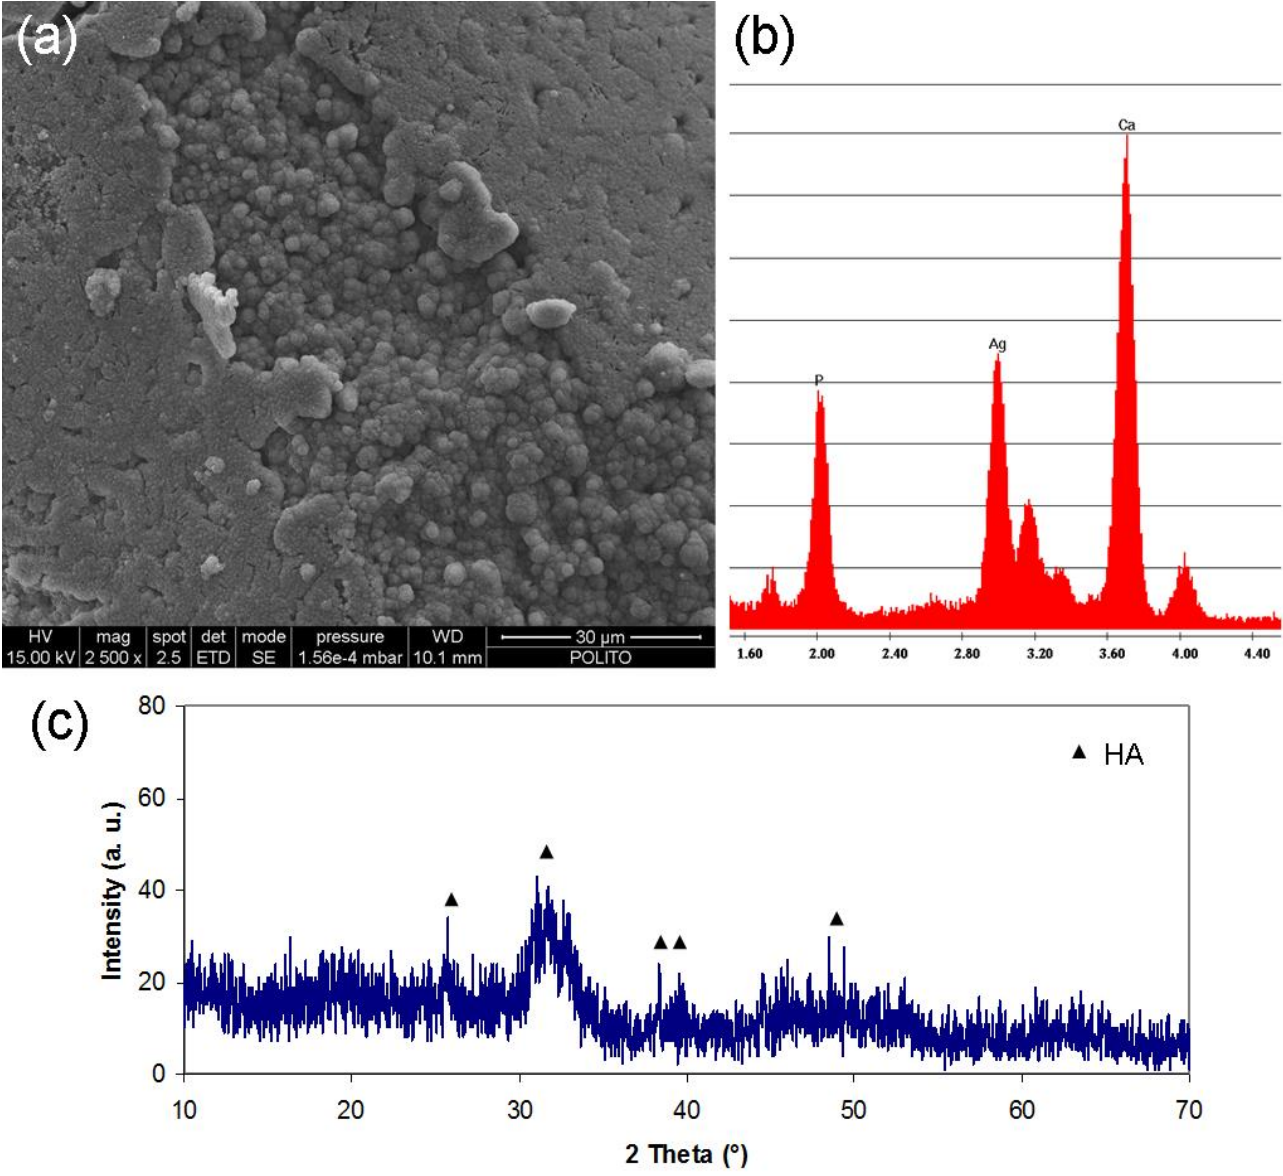 (a)
HV mag spot det mode pressure WD 30 µm
15.00 kV 2 500 x 2.5 ETD SE 1.56e-4 mbar 10.1 mm POLITO
(b)
Ca
Ag
P
1.60 2.00 2.40 2.80 3.20 3.60 4.00 4.40
(c)
80
60
40
20
0
Intensity (a. u.)
▲ HA
10 20 30 40 50 60 70
2 Theta (°)